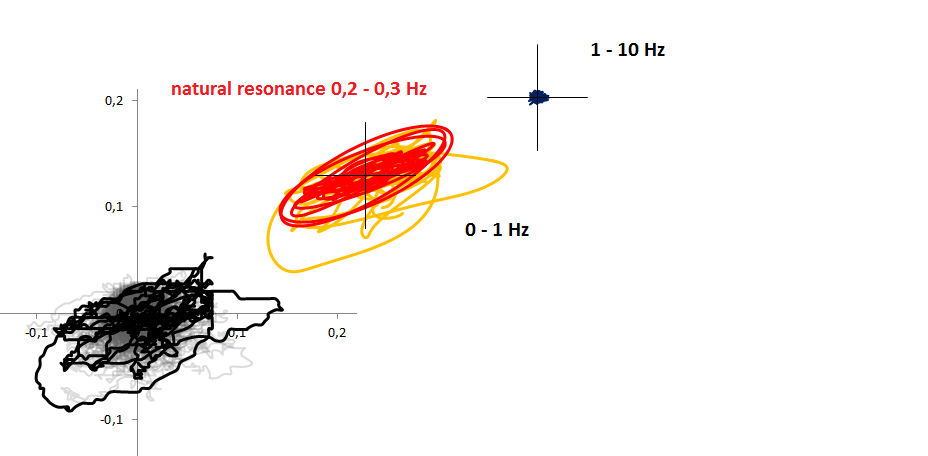 1 - 10 Hz
natural resonance 0,2 - 0,3 Hz
0,2
0,1
0 - 1 Hz
-0,1
0,1
0,2
-0,1